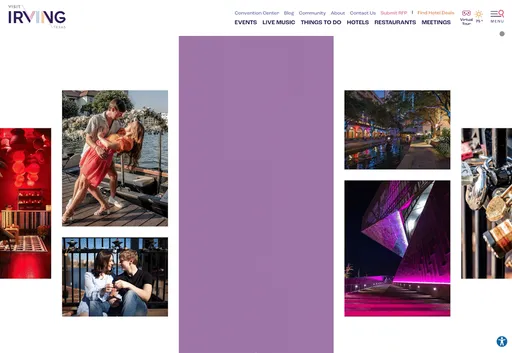 VISIT
IRVING
TEXAS
Convention Center Blog Community About Contact Us Submit RFP Find Hotel Deals
EVENTS LIVE MUSIC THINGS TO DO HOTELS RESTAURANTS MEETINGS
Virtual Tour
MENU